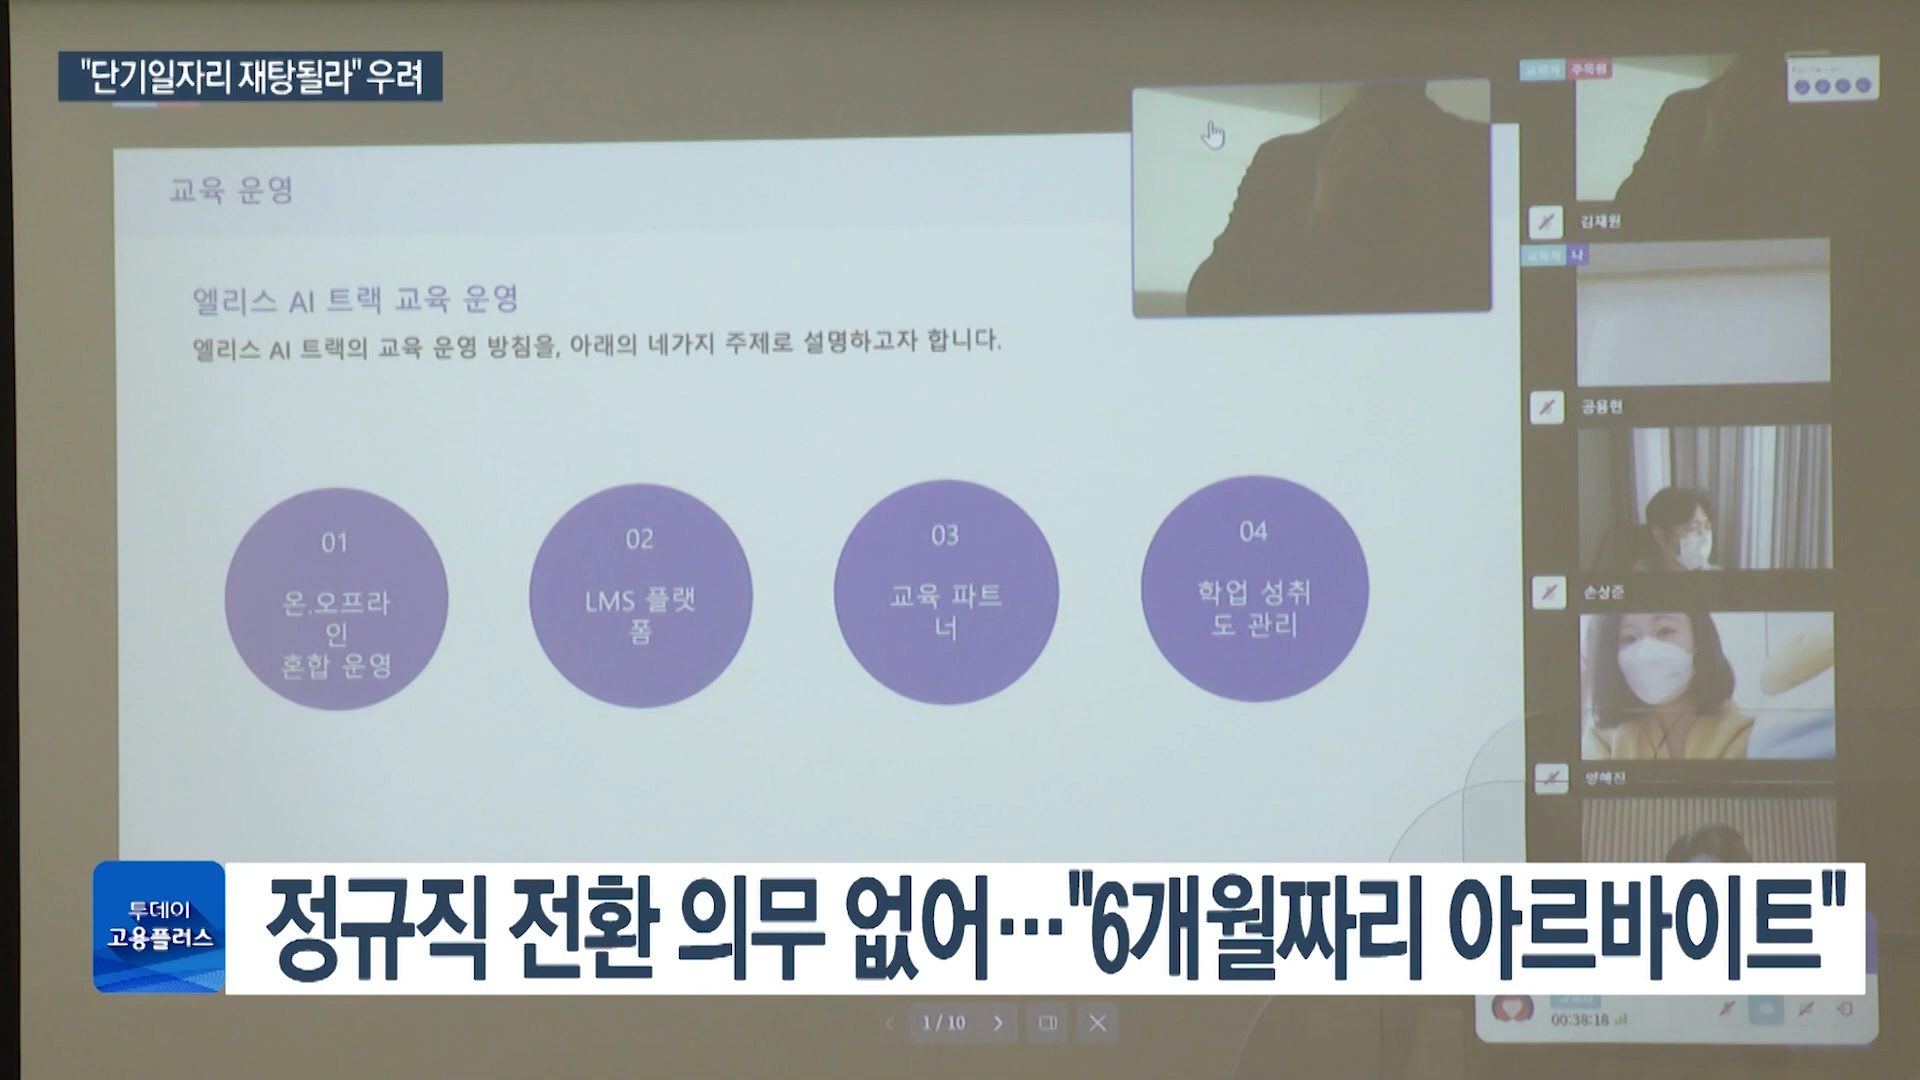 "단기일자리 재탕될라" 우려
주목됨
교육 운영
김재원
나
엘리스 AI 트랙 교육 운영
엘리스 AI 트랙의 교육 운영 방침을, 아래의 네가지 주제로 설명하고자 합니다.
공용현
01
온.오프라
인
혼합 운영
02
LMS 플랫
폼
03
교육 파트
너
04
학업 성취
도 관리
손상준
양혜진
투데이
고용플러스
정규직 전환 의무 없어…"6개월짜리 아르바이트"
1 / 10
00:38:18